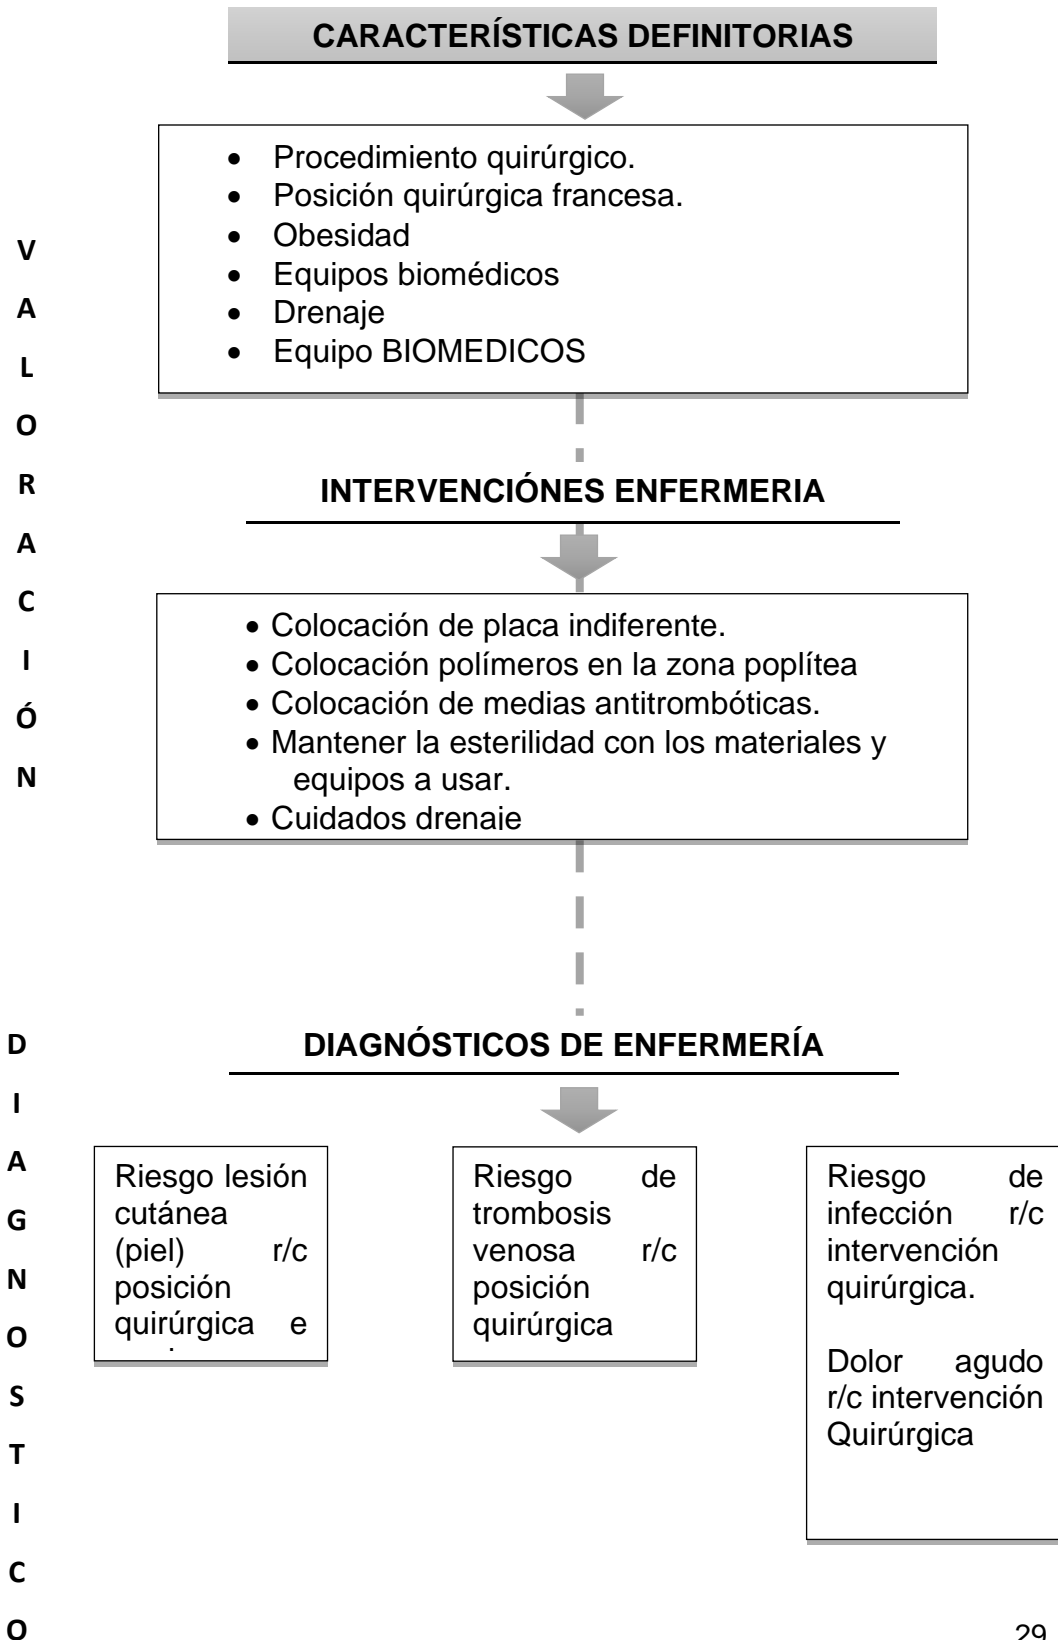 CARACTERÍSTICAS DEFINITORIAS
• Procedimiento quirúrgico.
• Posición quirúrgica francesa.
• Obesidad
• Equipos biomédicos
• Drenaje
• Equipo BIOMEDICOS
V
A
L
O
R
A
C
I
Ó
N
INTERVENCIÓNES ENFERMERIA
• Colocación de placa indiferente.
• Colocación polímeros en la zona poplítea
• Colocación de medias antitrombóticas.
• Mantener la esterilidad con los materiales y
equipos a usar.
• Cuidados drenaje
D
I
A
G
N
O
S
T
I
C
O
DIAGNÓSTICOS DE ENFERMERÍA
Riesgo lesión
cutánea
(piel) r/c
posición
quirúrgica e
Riesgo de
trombosis
venosa r/c
posición
quirúrgica
Riesgo de
infección r/c
intervención
quirúrgica.
Dolor agudo
r/c intervención
Quirúrgica
29